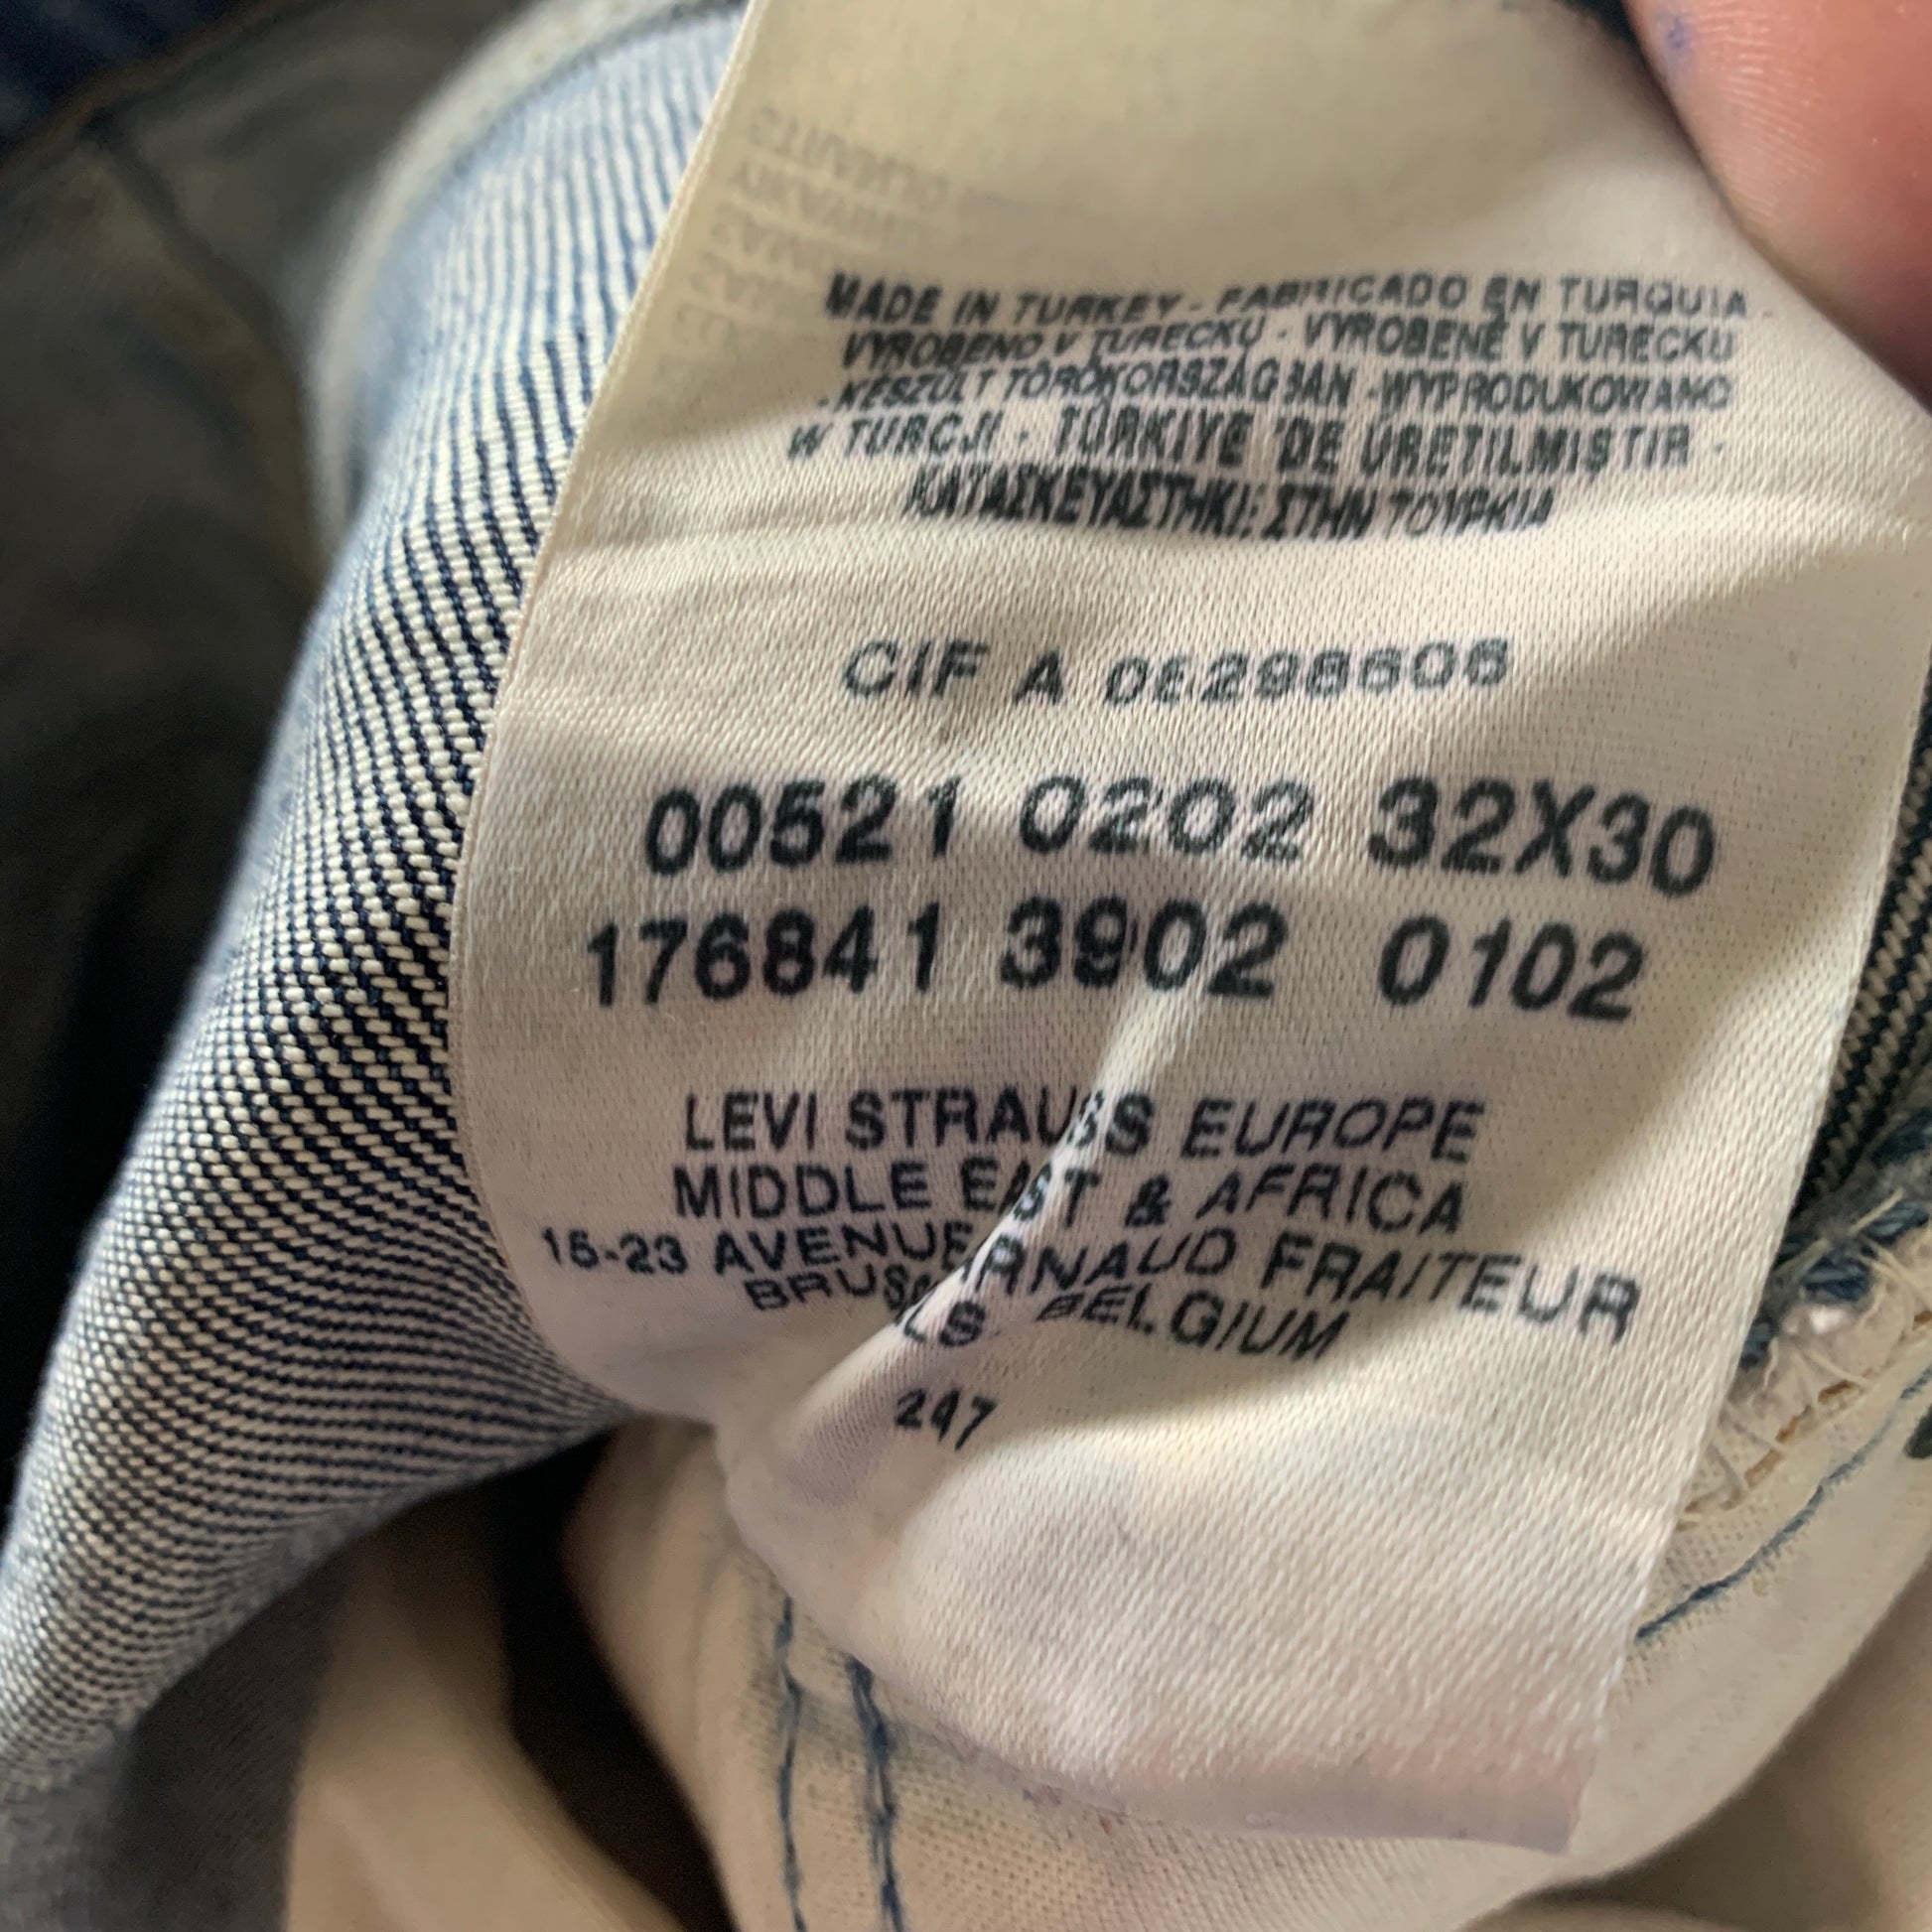 MADE IN TURKEY - FABRICADO EN TURQUIA -
VYROBENO V TURECKU - VYROBENÉ V TURECKU
- KÉSZÜLT TÖRÖKORSZÁGBAN - WYPRODUKOWANO
W TURCJI - TÜRKIYE 'DE ÜRETILMIŞTIR -
ΚΑΤΑΣΚΕΥΑΣΤΗΚΕ ΣΤΗΝ ΤΟΥΡΚΙΑ
CIF A 08298606
00521 0202 32X30
176841 3902 0102
LEVI STRAUSS EUROPE
MIDDLE EAST & AFRICA
15-23 AVENUE ARNAUD FRAITEUR
BRUSSELS BELGIUM
247